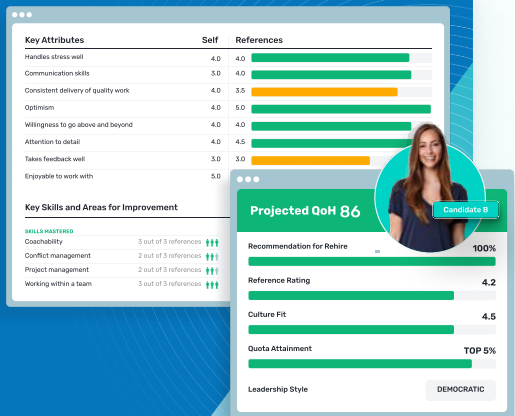 Key Attributes Self References
Handles stress well 4.0 4.0
Communication skills 3.0 4.0
Consistent delivery of quality work 4.0 3.5
Optimism 4.0 5.0
Willingness to go above and beyond 4.0 4.0
Attention to detail 4.0 4.5
Takes feedback well 3.0 3.0
Enjoyable to work with 5.0
Key Skills and Areas for Improvement
SKILLS MASTERED
Coachability 3 out of 3 references
Conflict management 2 out of 3 references
Project management 2 out of 3 references
Working within a team 3 out of 3 references
Projected QoH 86
Candidate B
Recommendation for Rehire 100%
Reference Rating 4.2
Culture Fit 4.5
Quota Attainment TOP 5%
Leadership Style DEMOCRATIC